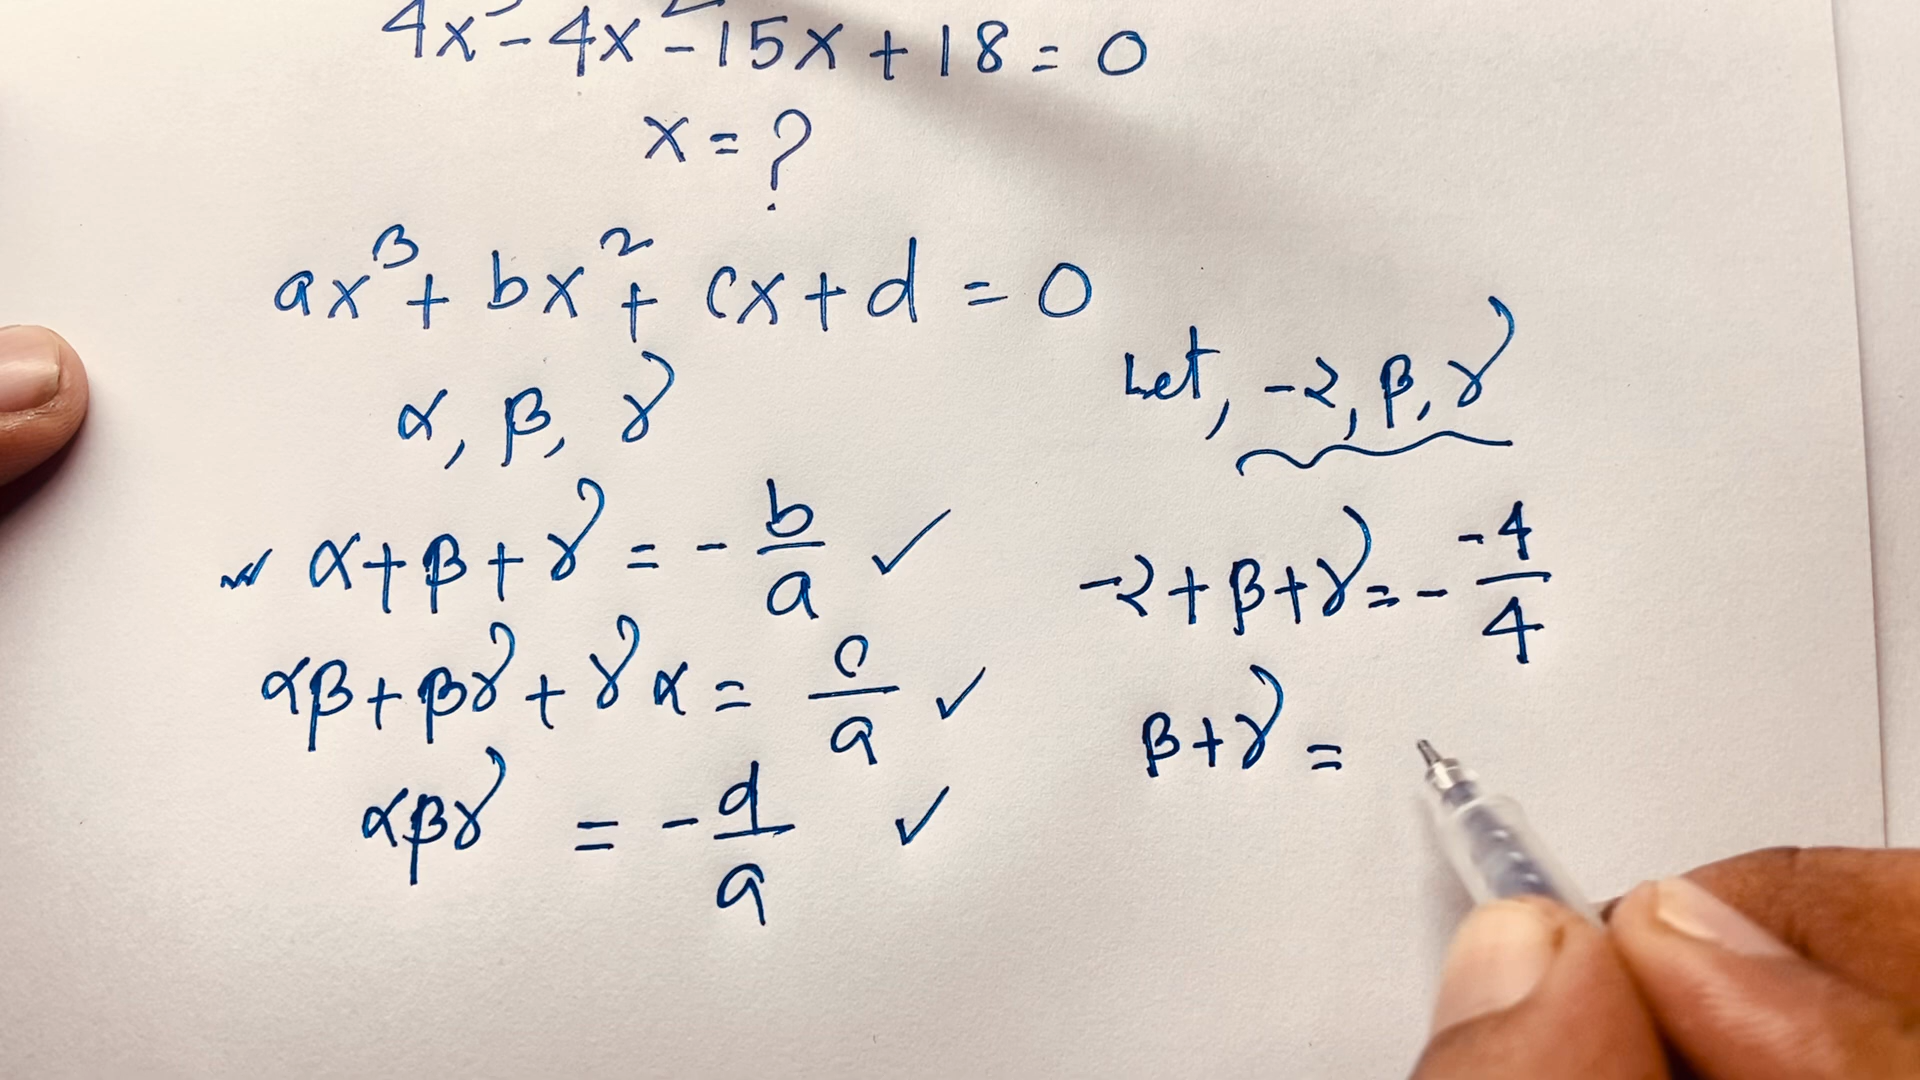 4x³ - 4x² - 15x + 18 = 0
x = ?
ax³ + bx² + cx + d = 0
α, β, γ
α + β + γ = - b/a ✓
αβ + βγ + γα = c/a ✓
αβγ = - d/a ✓
Let, -2, β, γ
-2 + β + γ = - -4/4
β + γ =